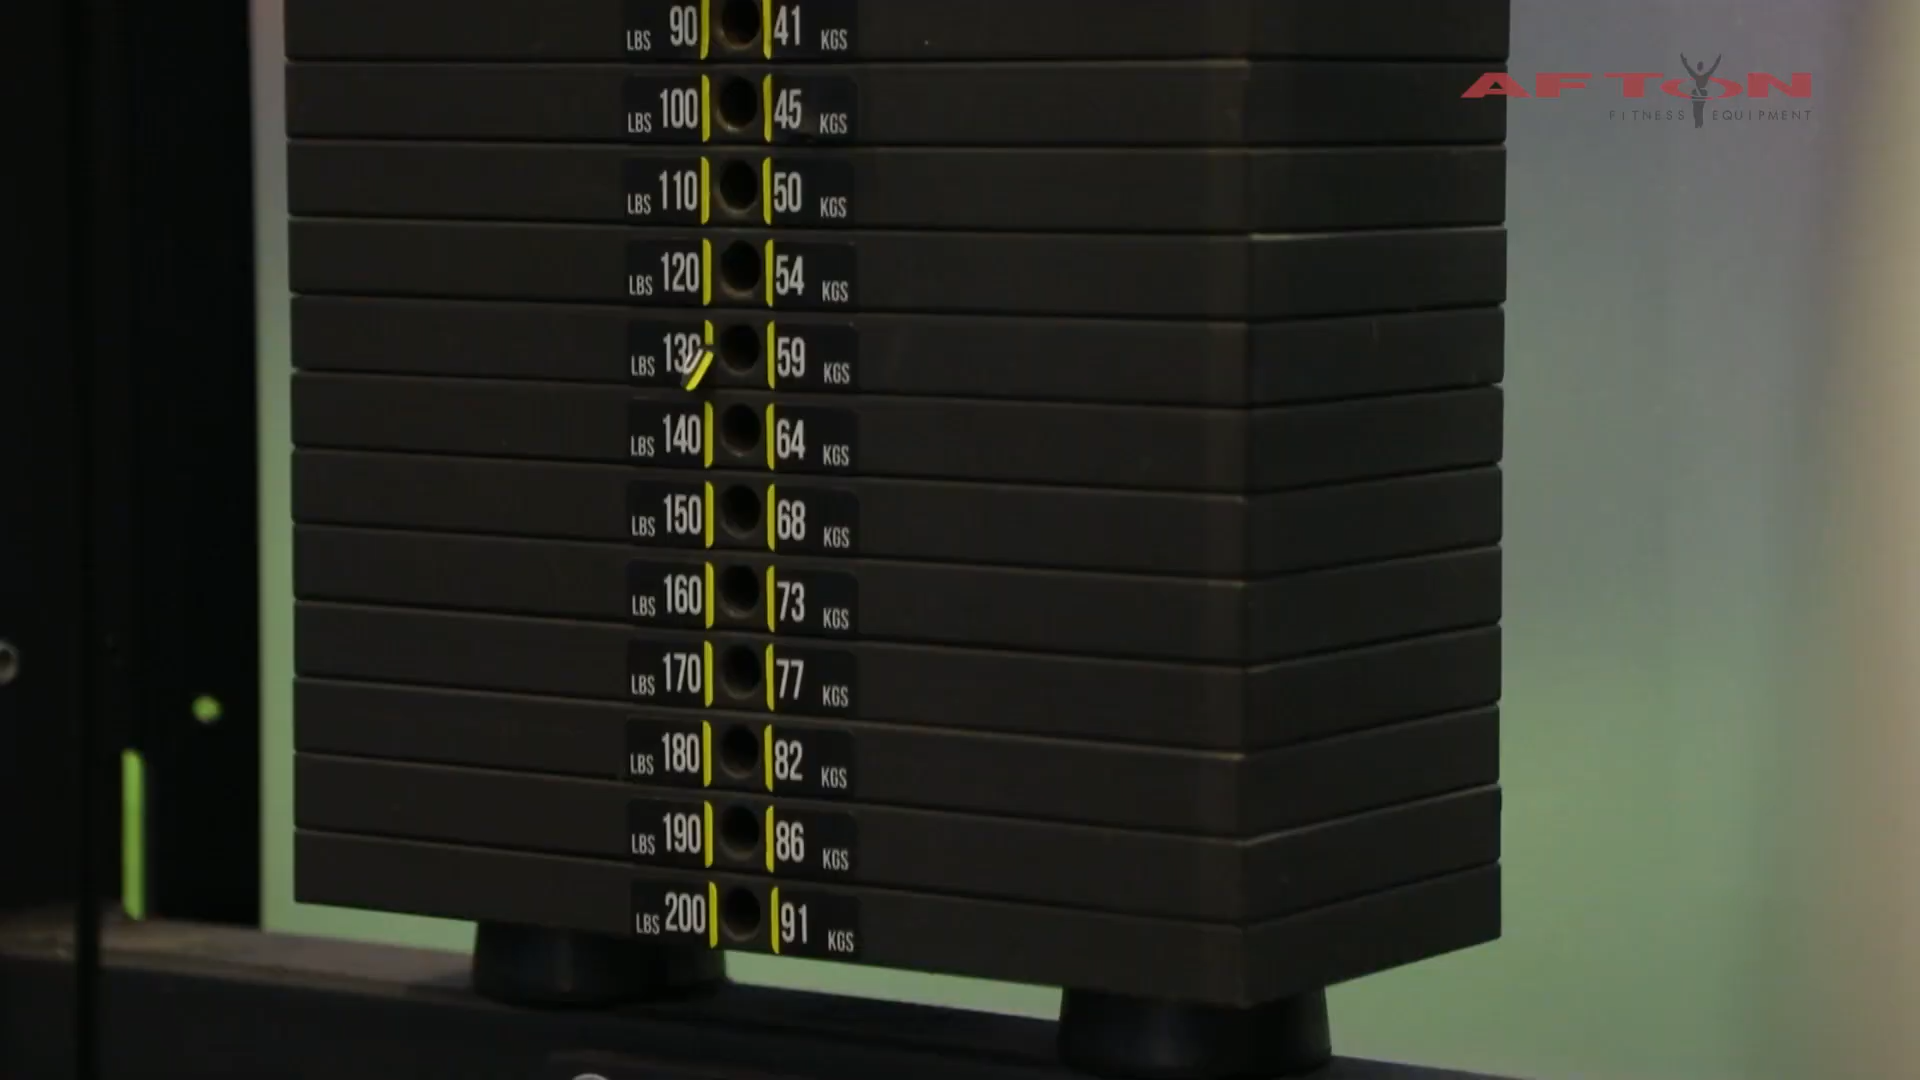 LBS 90 41 KGS
AFTON
FITNESS EQUIPMENT
LBS 100 45 KGS
LBS 110 50 KGS
LBS 120 54 KGS
LBS 130 59 KGS
LBS 140 64 KGS
LBS 150 68 KGS
LBS 160 73 KGS
LBS 170 77 KGS
LBS 180 82 KGS
LBS 190 86 KGS
LBS 200 91 KGS